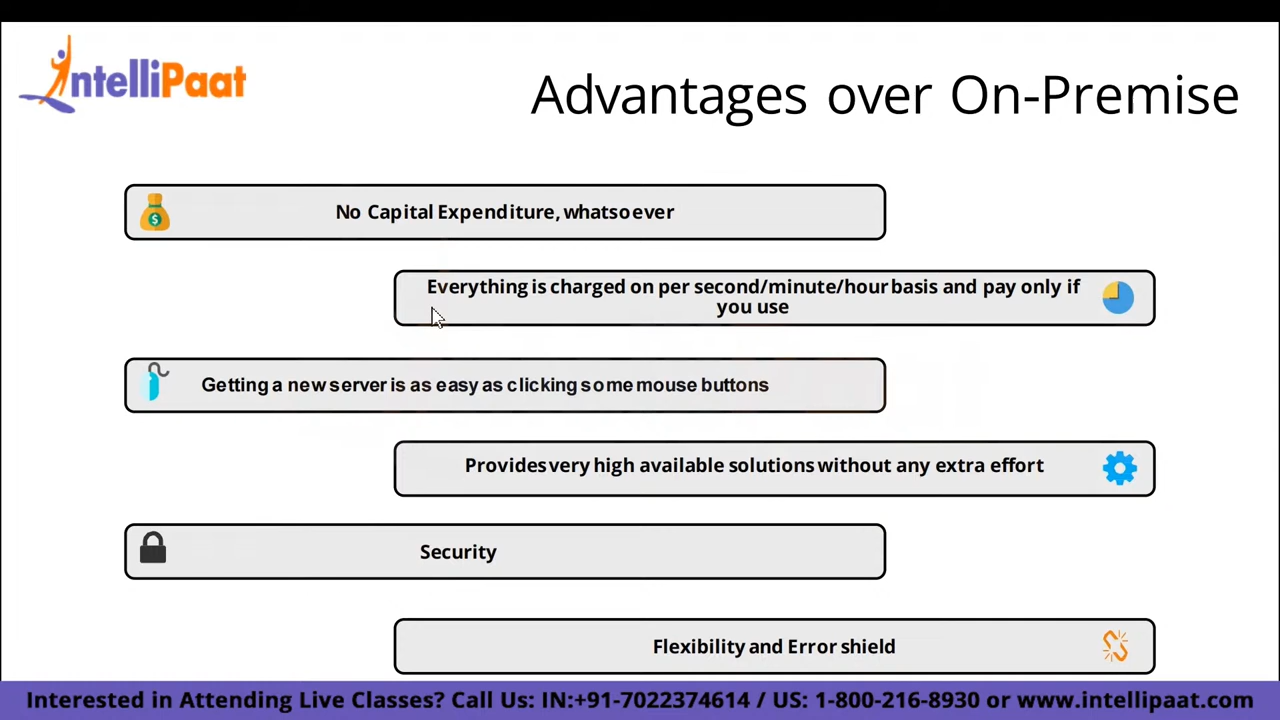 IntelliPaat
Advantages over On-Premise
No Capital Expenditure, whatsoever
Everything is charged on per second/minute/hour basis and pay only if
you use
Getting a new server is as easy as clicking some mouse buttons
Provides very high available solutions without any extra effort
Security
Flexibility and Error shield
Interested in Attending Live Classes? Call Us: IN:+91-7022374614 / US: 1-800-216-8930 or www.intellipaat.com